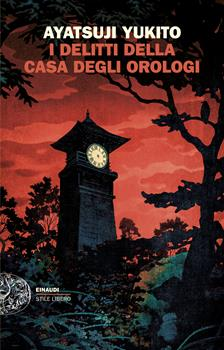 AYATSUJI YUKITO
I DELITTI DELLA
CASA DEGLI OROLOGI
EINAUDI
STILE LIBERO